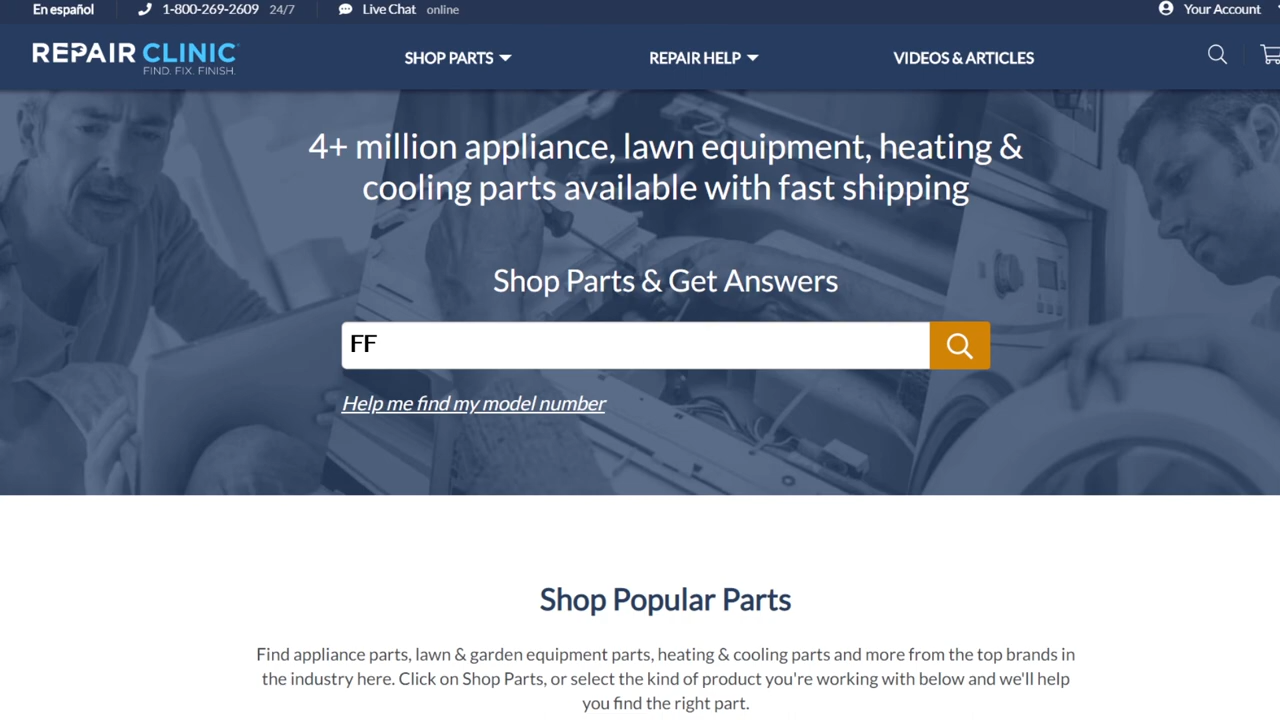 En español 1-800-269-2609 24/7 Live Chat online Your Account
REPAIR CLINIC
FIND. FIX. FINISH.
SHOP PARTS REPAIR HELP VIDEOS & ARTICLES
4+ million appliance, lawn equipment, heating &
cooling parts available with fast shipping
Shop Parts & Get Answers
FF
Help me find my model number
Shop Popular Parts
Find appliance parts, lawn & garden equipment parts, heating & cooling parts and more from the top brands in
the industry here. Click on Shop Parts, or select the kind of product you're working with below and we'll help
you find the right part.